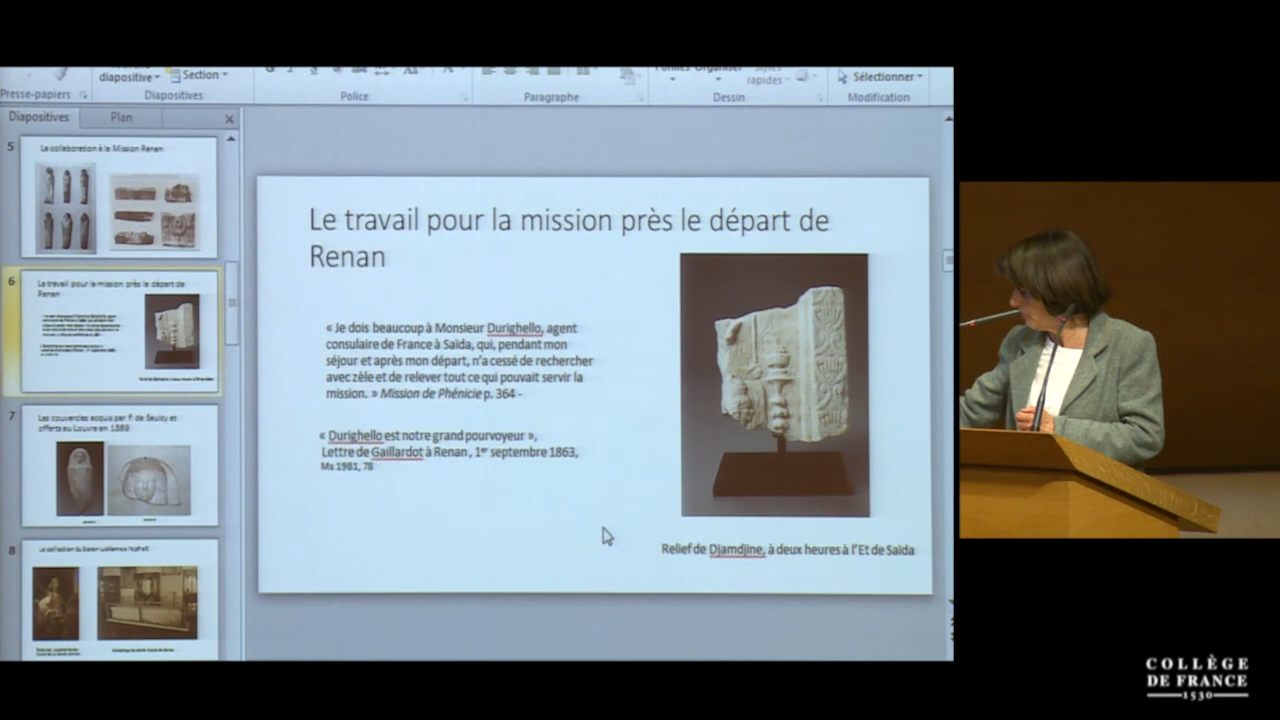 diapositive
Section
rapides
Sélectionner
Presse-papiers
Diapositives
Police
Paragraphe
Dessin
Modification
Diapositives
Plan
5
La collaboration à la Mission Renan
6
Le travail pour la mission près le départ de
Renan
7
Les couvercles acquis par F. de Saulcy et
offerts au Louvre en 1869
8
Le travail pour la mission près le départ de
Renan
« Je dois beaucoup à Monsieur Durighello, agent
consulaire de France à Saïda, qui, pendant mon
séjour et après mon départ, n’a cessé de rechercher
avec zèle et de relever tout ce qui pouvait servir la
mission. » Mission de Phénicie p. 364 -
« Durighello est notre grand pourvoyeur »,
Lettre de Gaillardot à Renan , 1er septembre 1863,
Ms 1981, 78
Relief de Djamdjine, à deux heures à l’Et de Saïda
COLLÈGE
DE FRANCE
1530